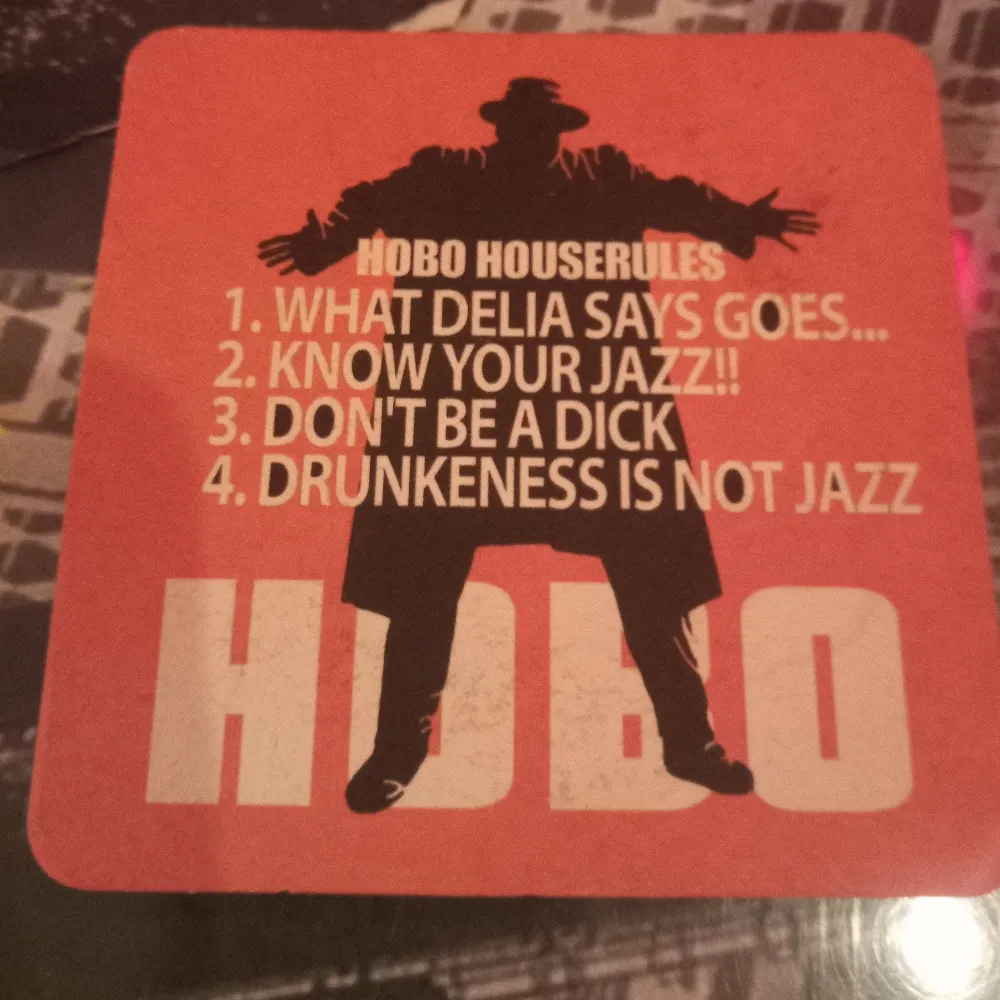 HOBO HOUSERULES
1. WHAT DELIA SAYS GOES...
2. KNOW YOUR JAZZ!!
3. DON'T BE A DICK
4. DRUNKENESS IS NOT JAZZ
HOBO